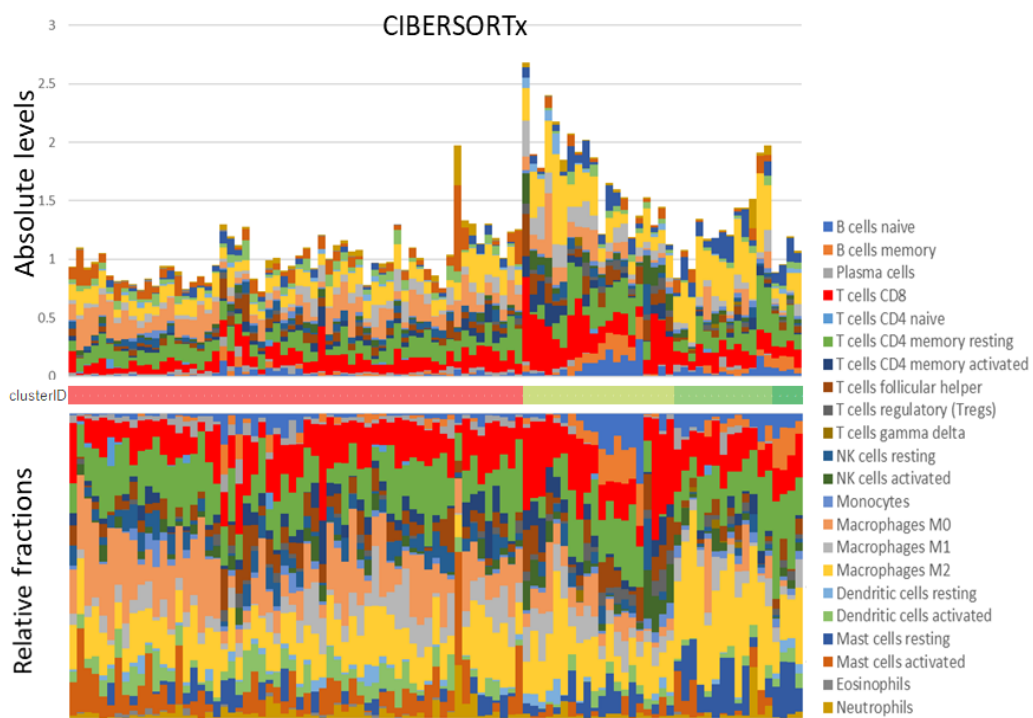 CIBERSORTx
3
2.5
2
1.5
1
0.5
0
Absolute levels
clusterID
Relative fractions
B cells naive
B cells memory
Plasma cells
T cells CD8
T cells CD4 naive
T cells CD4 memory resting
T cells CD4 memory activated
T cells follicular helper
T cells regulatory (Tregs)
T cells gamma delta
NK cells resting
NK cells activated
Monocytes
Macrophages M0
Macrophages M1
Macrophages M2
Dendritic cells resting
Dendritic cells activated
Mast cells resting
Mast cells activated
Eosinophils
Neutrophils